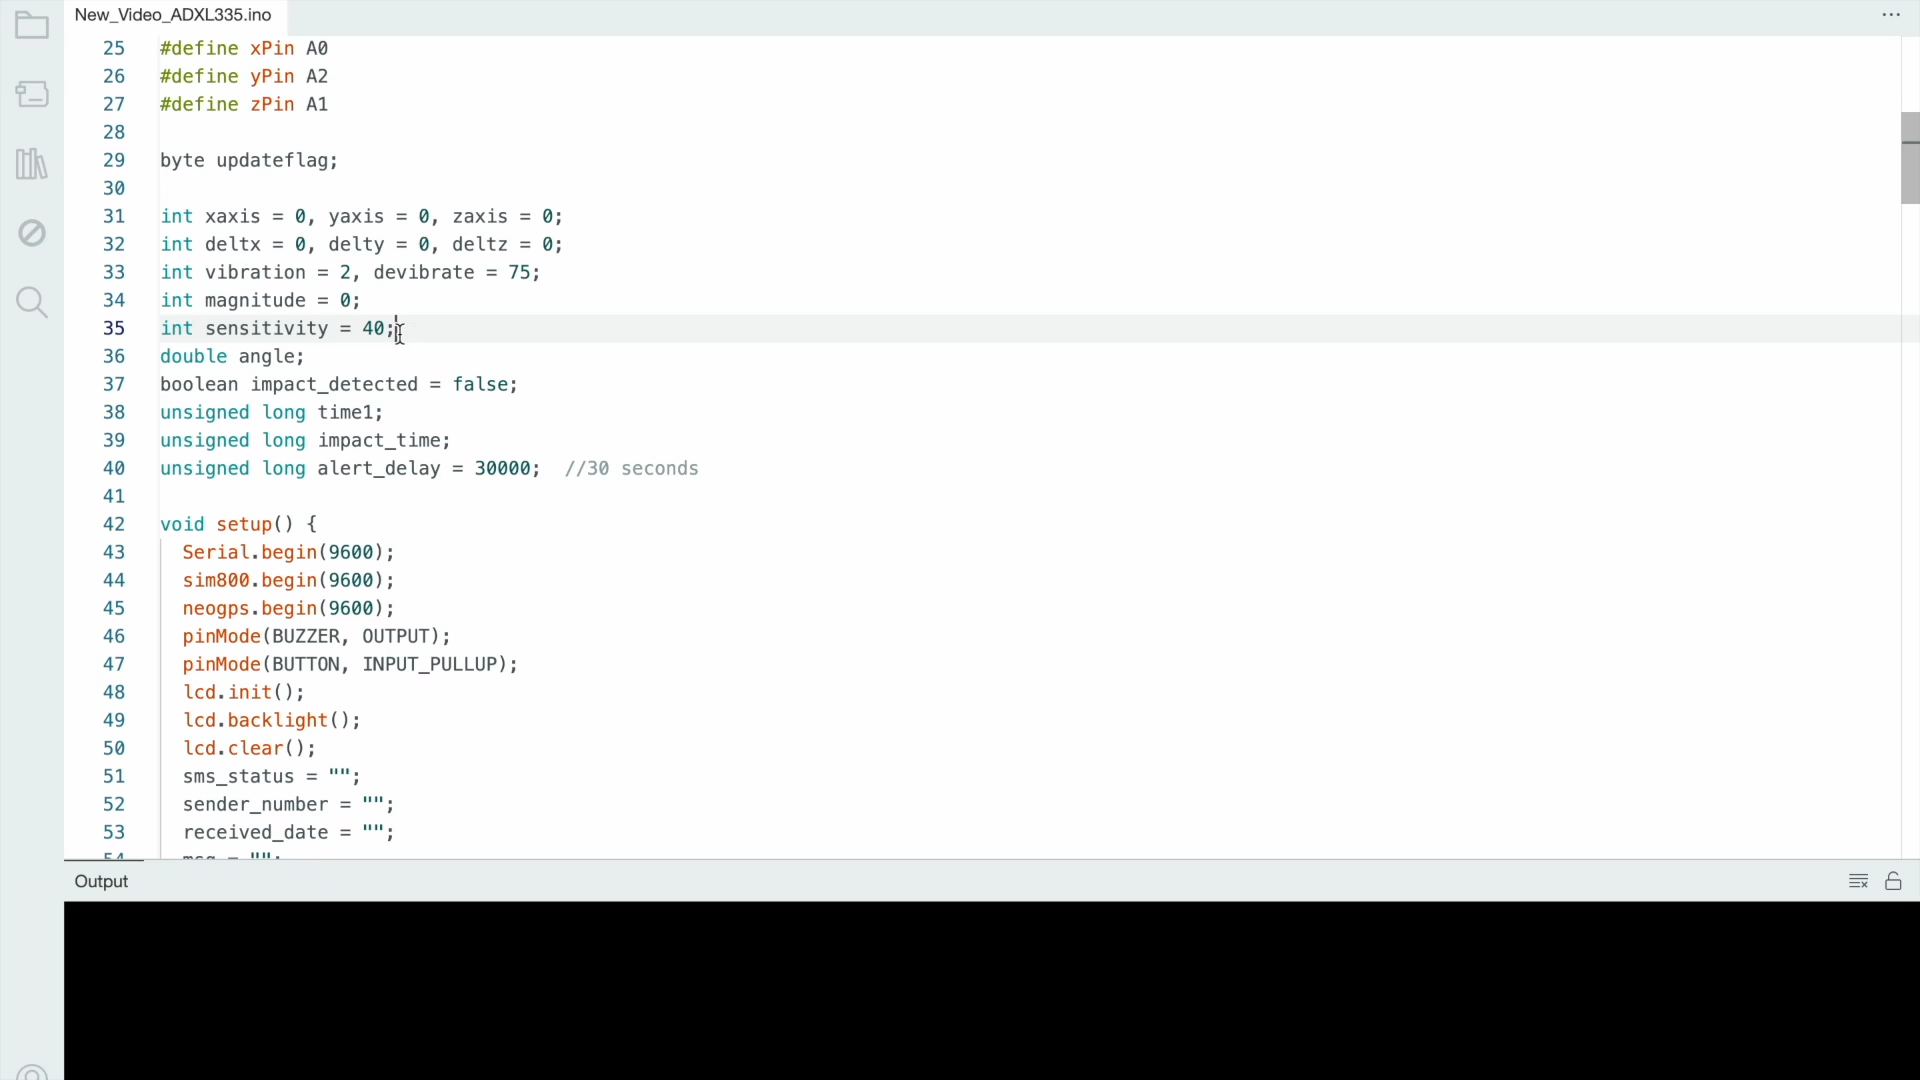 New_Video_ADXL335.ino
25 #define xPin A0
26 #define yPin A2
27 #define zPin A1
28
29 byte updateflag;
30
31 int xaxis = 0, yaxis = 0, zaxis = 0;
32 int deltx = 0, delty = 0, deltz = 0;
33 int vibration = 2, devibrate = 75;
34 int magnitude = 0;
35 int sensitivity = 40;
36 double angle;
37 boolean impact_detected = false;
38 unsigned long time1;
39 unsigned long impact_time;
40 unsigned long alert_delay = 30000;  //30 seconds
41
42 void setup() {
43   Serial.begin(9600);
44   sim800.begin(9600);
45   neogps.begin(9600);
46   pinMode(BUZZER, OUTPUT);
47   pinMode(BUTTON, INPUT_PULLUP);
48   lcd.init();
49   lcd.backlight();
50   lcd.clear();
51   sms_status = "";
52   sender_number = "";
53   received_date = "";
54   msg = "";
Output